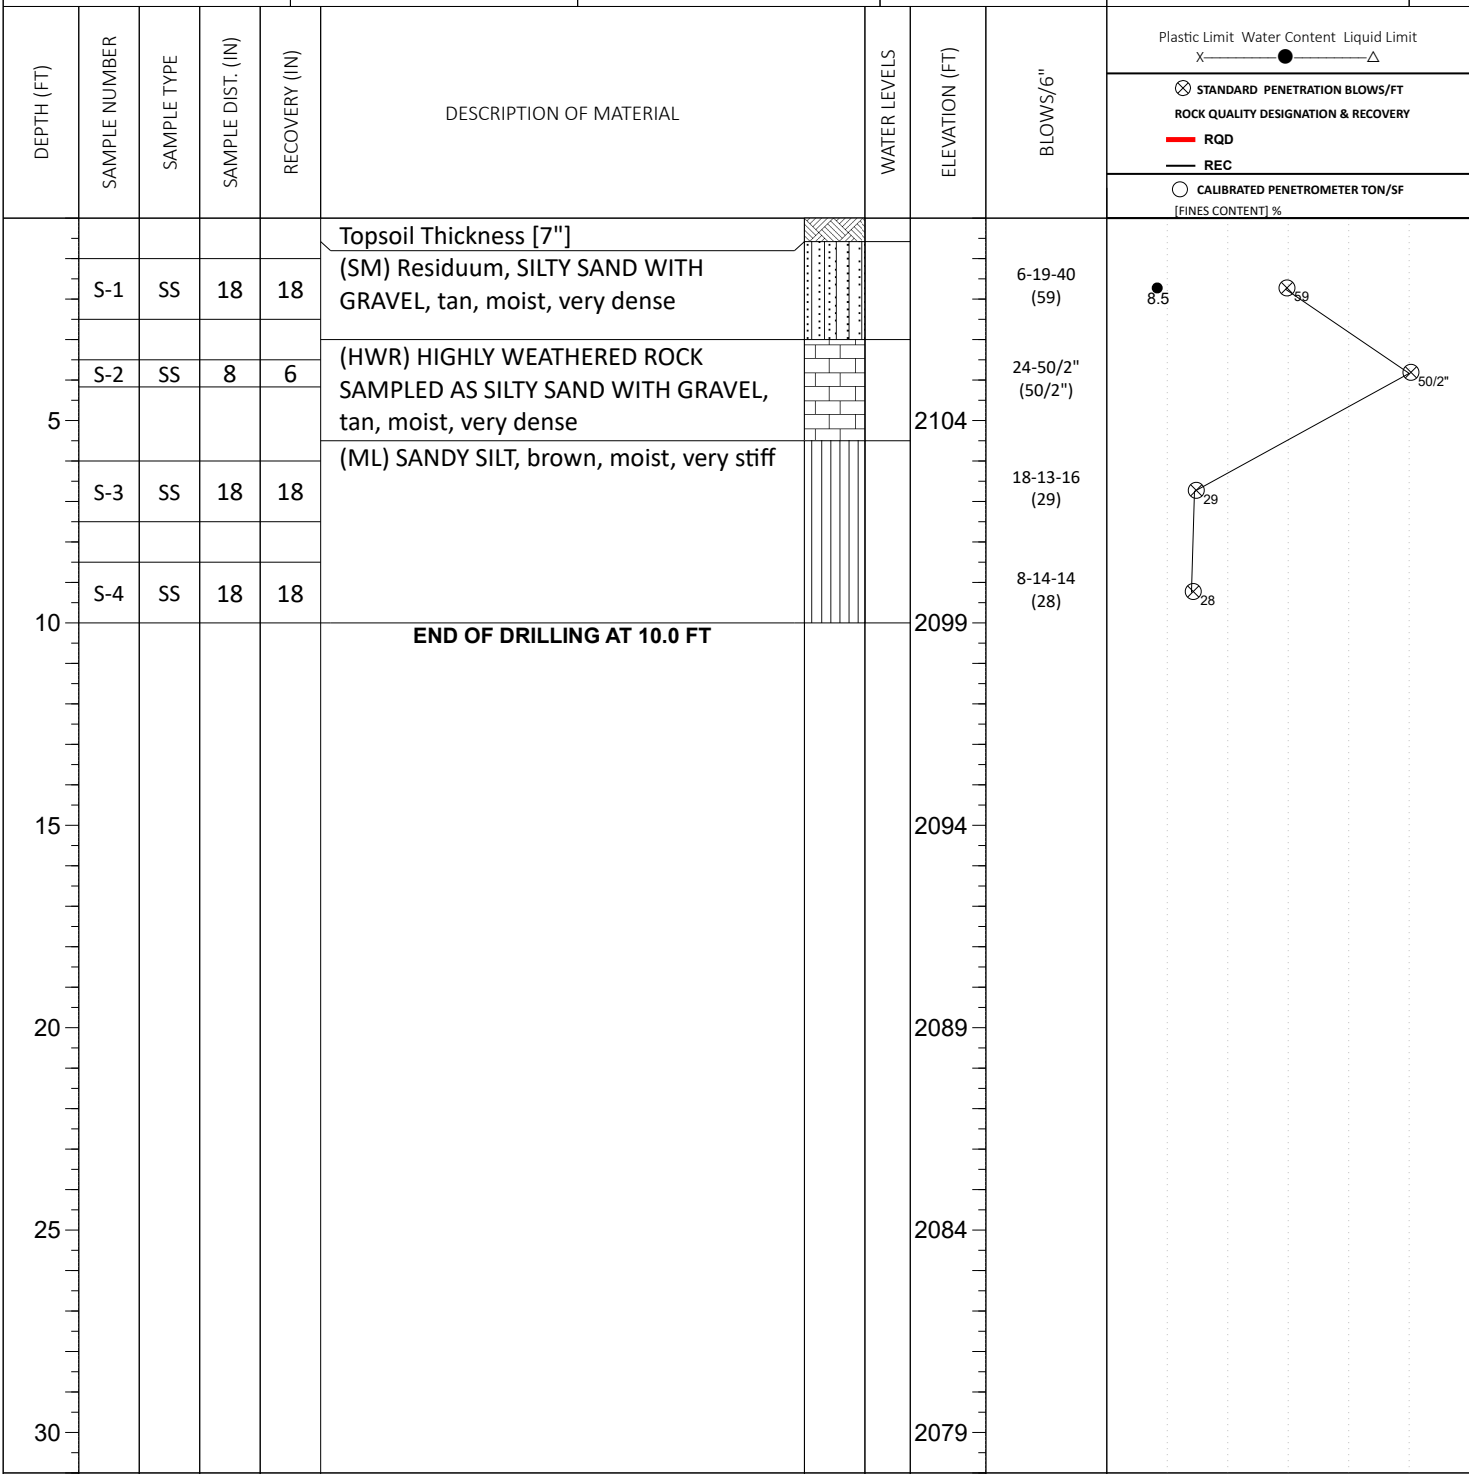 DEPTH (FT)
SAMPLE NUMBER
SAMPLE TYPE
SAMPLE DIST. (IN)
RECOVERY (IN)
DESCRIPTION OF MATERIAL
WATER LEVELS
ELEVATION (FT)
BLOWS/6"
Plastic Limit Water Content Liquid Limit
X
STANDARD PENETRATION BLOWS/FT
ROCK QUALITY DESIGNATION & RECOVERY
RQD
REC
CALIBRATED PENETROMETER TON/SF
[FINES CONTENT] %
Topsoil Thickness [7"]
S-1 SS 18 18
(SM) Residuum, SILTY SAND WITH
GRAVEL, tan, moist, very dense
6-19-40
(59)
8.5
59
S-2 SS 8 6
(HWR) HIGHLY WEATHERED ROCK
SAMPLED AS SILTY SAND WITH GRAVEL,
tan, moist, very dense
24-50/2"
(50/2")
50/2"
5
2104
(ML) SANDY SILT, brown, moist, very stiff
S-3 SS 18 18
18-13-16
(29)
29
S-4 SS 18 18
8-14-14
(28)
28
10
2099
END OF DRILLING AT 10.0 FT
15
2094
20
2089
25
2084
30
2079